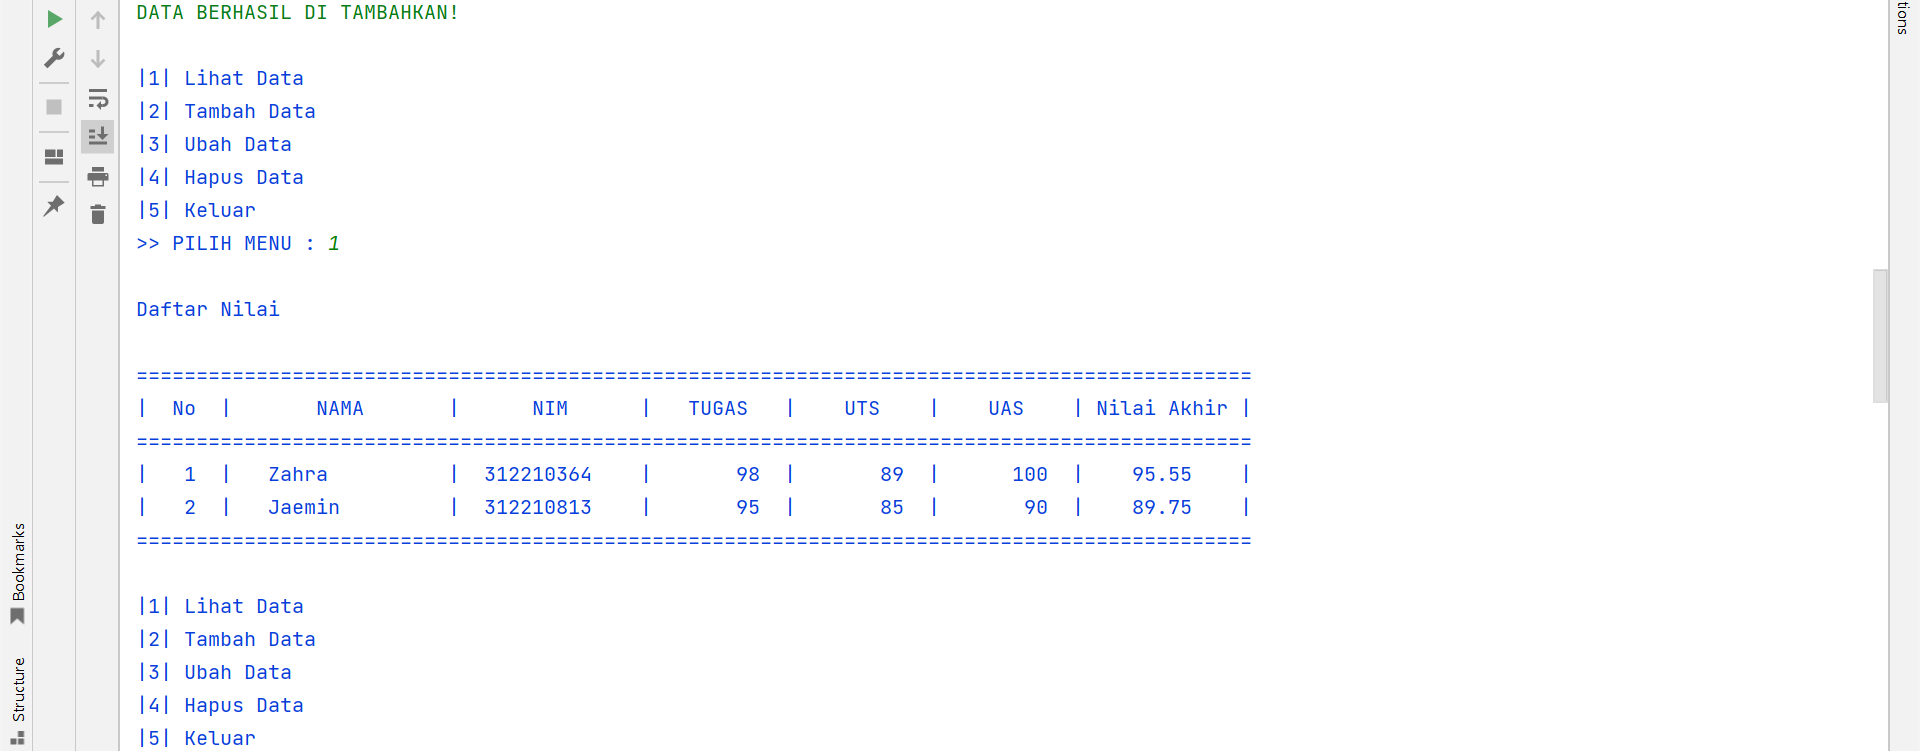 DATA BERHASIL DI TAMBAHKAN!
|1| Lihat Data
|2| Tambah Data
|3| Ubah Data
|4| Hapus Data
|5| Keluar
>> PILIH MENU : 1
Daftar Nilai
=============================================================================================
|  No  |       NAMA       |      NIM      |   TUGAS   |    UTS    |    UAS    | Nilai Akhir |
=============================================================================================
|   1  |   Zahra          |  312210364    |       98  |       89  |      100  |    95.55    |
|   2  |   Jaemin         |  312210813    |       95  |       85  |       90  |    89.75    |
=============================================================================================
|1| Lihat Data
|2| Tambah Data
|3| Ubah Data
|4| Hapus Data
|5| Keluar
Bookmarks
Structure
tions